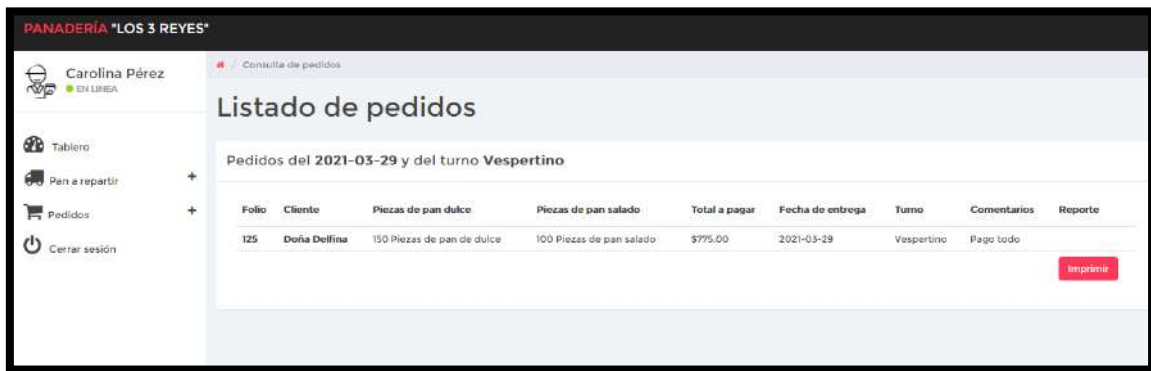 PANADERÍA "LOS 3 REYES"
Carolina Pérez
EN LINEA
Tablero
Pan a repartir +
Pedidos +
Cerrar sesión
/ Consulta de pedidos
Listado de pedidos
Pedidos del 2021-03-29 y del turno Vespertino
Folio Cliente Piezas de pan dulce Piezas de pan salado Total a pagar Fecha de entrega Turno Comentarios Reporte
125 Doña Delfina 150 Piezas de pan de dulce 100 Piezas de pan salado $775.00 2021-03-29 Vespertino Pago todo
Imprimir